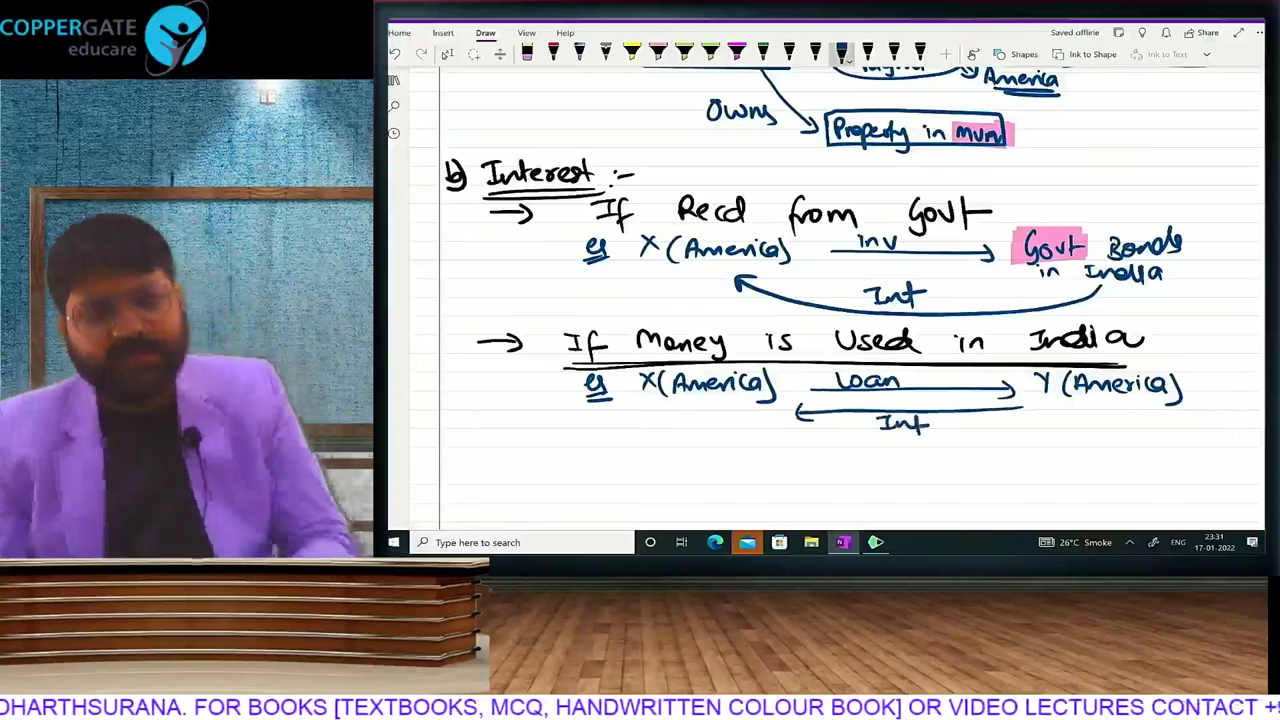 COPPERGATE
educare
Home Insert Draw View Help
Saved offline
Share
Shapes
Ink to Shape
Ink to Text
America
Owns
Property in mum
b) Interest :-
→ If Recd from Govt
eg X (America) inv Govt Bonds
in India
Int
→ If Money is Used in India
eg X (America) Loan Y (America)
Int
Type here to search
26°C Smoke
ENG
23:31
17-01-2022
DHARTHSURANA. FOR BOOKS [TEXTBOOKS, MCQ, HANDWRITTEN COLOUR BOOK] OR VIDEO LECTURES CONTACT +